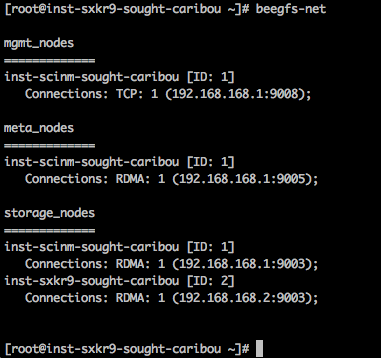 [root@inst-sxkr9-sought-caribou ~]# beegfs-net
mgmt_nodes
=============
inst-scinm-sought-caribou [ID: 1]
   Connections: TCP: 1 (192.168.168.1:9008);
meta_nodes
=============
inst-scinm-sought-caribou [ID: 1]
   Connections: RDMA: 1 (192.168.168.1:9005);
storage_nodes
=============
inst-scinm-sought-caribou [ID: 1]
   Connections: RDMA: 1 (192.168.168.1:9003);
inst-sxkr9-sought-caribou [ID: 2]
   Connections: RDMA: 1 (192.168.168.2:9003);
[root@inst-sxkr9-sought-caribou ~]#